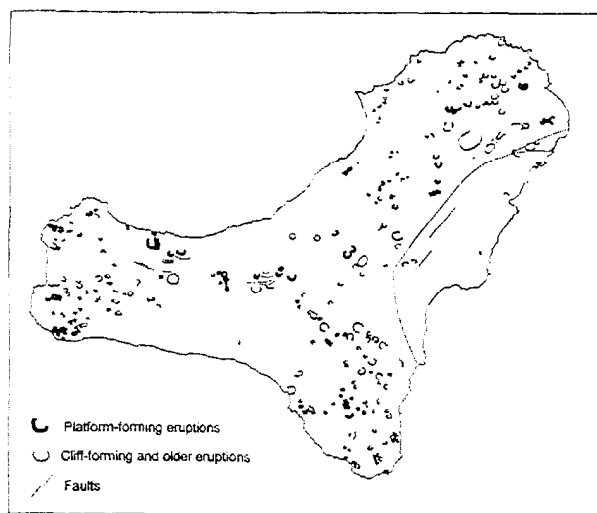 Platform-forming eruptions
Cliff-forming and older eruptions
Faults